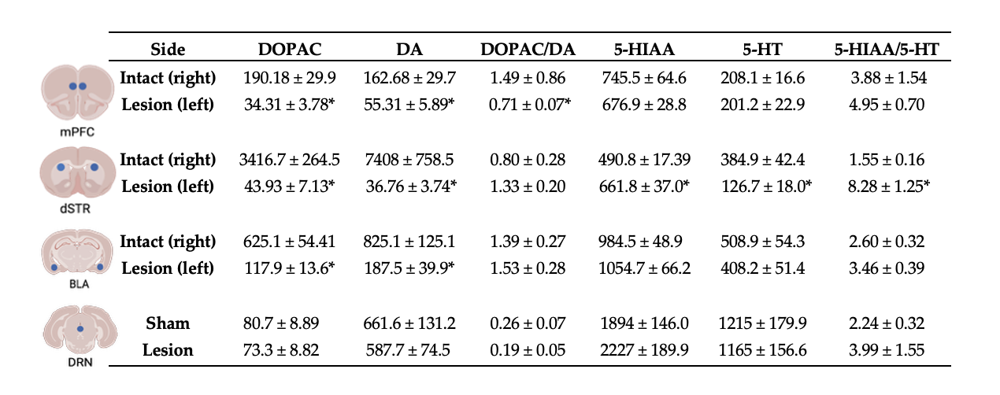 Side DOPAC DA DOPAC/DA 5-HIAA 5-HT 5-HIAA/5-HT
Intact (right) 190.18 ± 29.9 162.68 ± 29.7 1.49 ± 0.86 745.5 ± 64.6 208.1 ± 16.6 3.88 ± 1.54
Lesion (left) 34.31 ± 3.78* 55.31 ± 5.89* 0.71 ± 0.07* 676.9 ± 28.8 201.2 ± 22.9 4.95 ± 0.70
mPFC
Intact (right) 3416.7 ± 264.5 7408 ± 758.5 0.80 ± 0.28 490.8 ± 17.39 384.9 ± 42.4 1.55 ± 0.16
Lesion (left) 43.93 ± 7.13* 36.76 ± 3.74* 1.33 ± 0.20 661.8 ± 37.0* 126.7 ± 18.0* 8.28 ± 1.25*
dSTR
Intact (right) 625.1 ± 54.41 825.1 ± 125.1 1.39 ± 0.27 984.5 ± 48.9 508.9 ± 54.3 2.60 ± 0.32
Lesion (left) 117.9 ± 13.6* 187.5 ± 39.9* 1.53 ± 0.28 1054.7 ± 66.2 408.2 ± 51.4 3.46 ± 0.39
BLA
Sham 80.7 ± 8.89 661.6 ± 131.2 0.26 ± 0.07 1894 ± 146.0 1215 ± 179.9 2.24 ± 0.32
Lesion 73.3 ± 8.82 587.7 ± 74.5 0.19 ± 0.05 2227 ± 189.9 1165 ± 156.6 3.99 ± 1.55
DRN